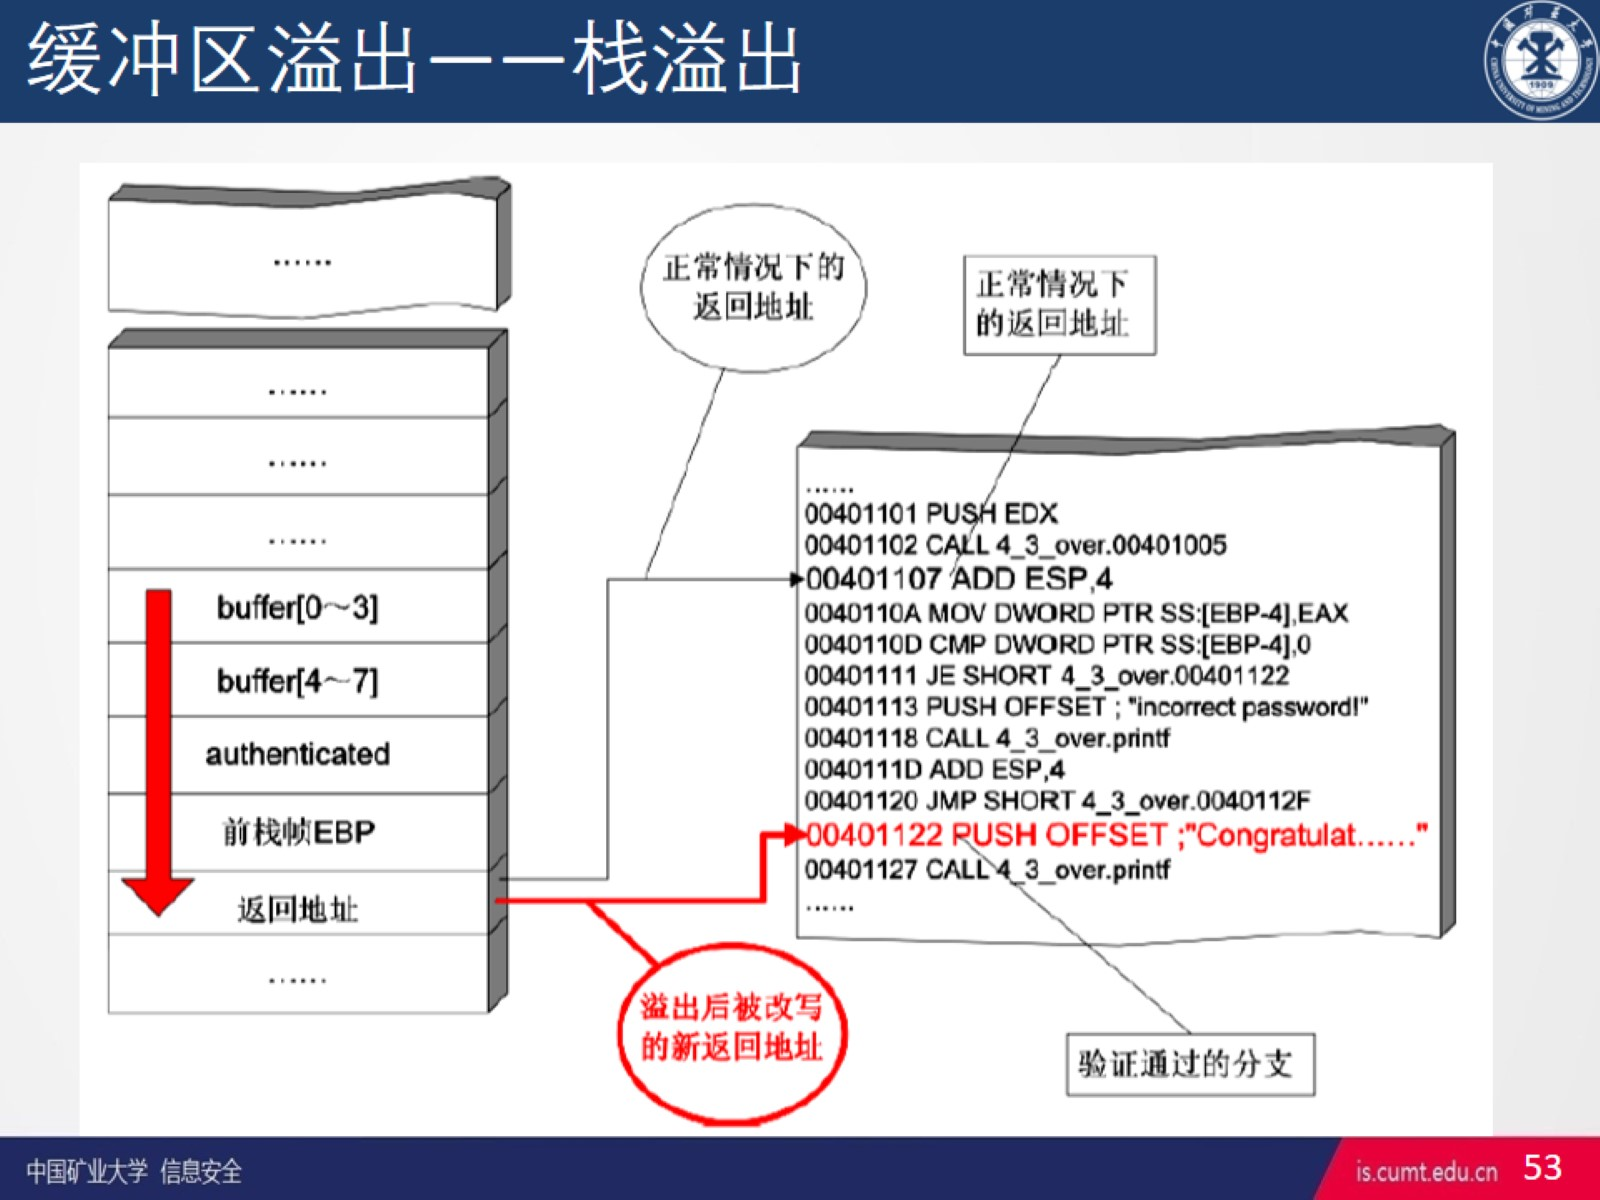 缓冲区溢出——栈溢出
1909
......
......
......
......
buffer[0～3]
buffer[4～7]
authenticated
前栈帧EBP
返回地址
......
正常情况下的
返回地址
正常情况下
的返回地址
......
00401101 PUSH EDX
00401102 CALL 4_3_over.00401005
00401107 ADD ESP,4
0040110A MOV DWORD PTR SS:[EBP-4],EAX
0040110D CMP DWORD PTR SS:[EBP-4],0
00401111 JE SHORT 4_3_over.00401122
00401113 PUSH OFFSET ; "incorrect password!"
00401118 CALL 4_3_over.printf
0040111D ADD ESP,4
00401120 JMP SHORT 4_3_over.0040112F
00401122 PUSH OFFSET ;"Congratulat......"
00401127 CALL 4_3_over.printf
......
溢出后被改写
的新返回地址
验证通过的分支
中国矿业大学 信息安全
is.cumt.edu.cn 53